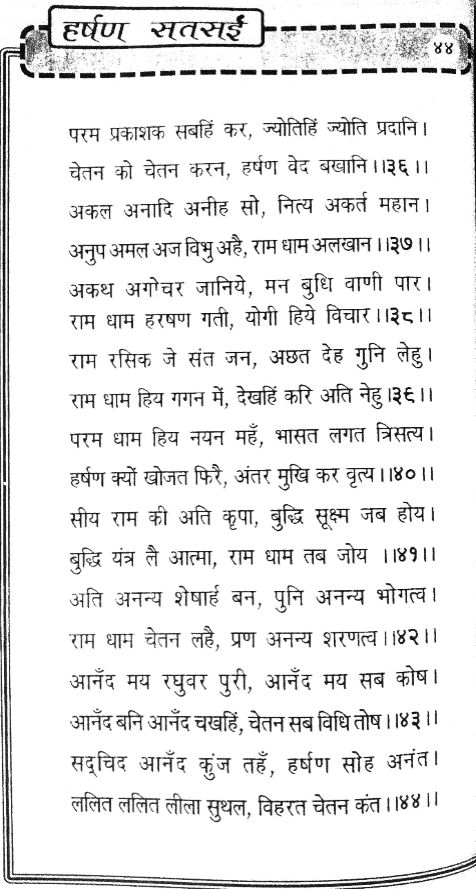 हर्षण सतसई
४४
परम प्रकाशक सबहिं कर, ज्योतिहिं ज्योति प्रदानि।
चेतन को चेतन करन, हर्षण वेद बखानि।।३६।।
अकल अनादि अनीह सो, नित्य अकर्त महान।
अनुप अमल अज विभु अहै, राम धाम अलखान।।३७।।
अकथ अगोचर जानिये, मन बुधि वाणी पार।
राम धाम हरषण गती, योगी हिये विचार।।३८।।
राम रसिक जे संत जन, अछत देह गुनि लेहु।
राम धाम हिय गगन में, देखहिं करि अति नेहु।३९।।
परम धाम हिय नयन महँ, भासत लगत त्रिसत्य।
हर्षण क्यों खोजत फिरै, अंतर मुखि कर वृत्य।।४०।।
सीय राम की अति कृपा, बुद्धि सूक्ष्म जब होय।
बुद्धि यंत्र लै आत्मा, राम धाम तब जोय ।।४१।।
अति अनन्य शेषार्ह बन, पुनि अनन्य भोगत्व।
राम धाम चेतन लहै, प्रण अनन्य शरणत्व।।४२।।
आनँद मय रघुवर पुरी, आनँद मय सब कोष।
आनँद बनि आनँद चखहिं, चेतन सब विधि तोष।।४३।।
सद्चिद आनँद कुंज तहँ, हर्षण सोह अनंत।
ललित ललित लीला सुथल, विहरत चेतन कंत।।४४।।